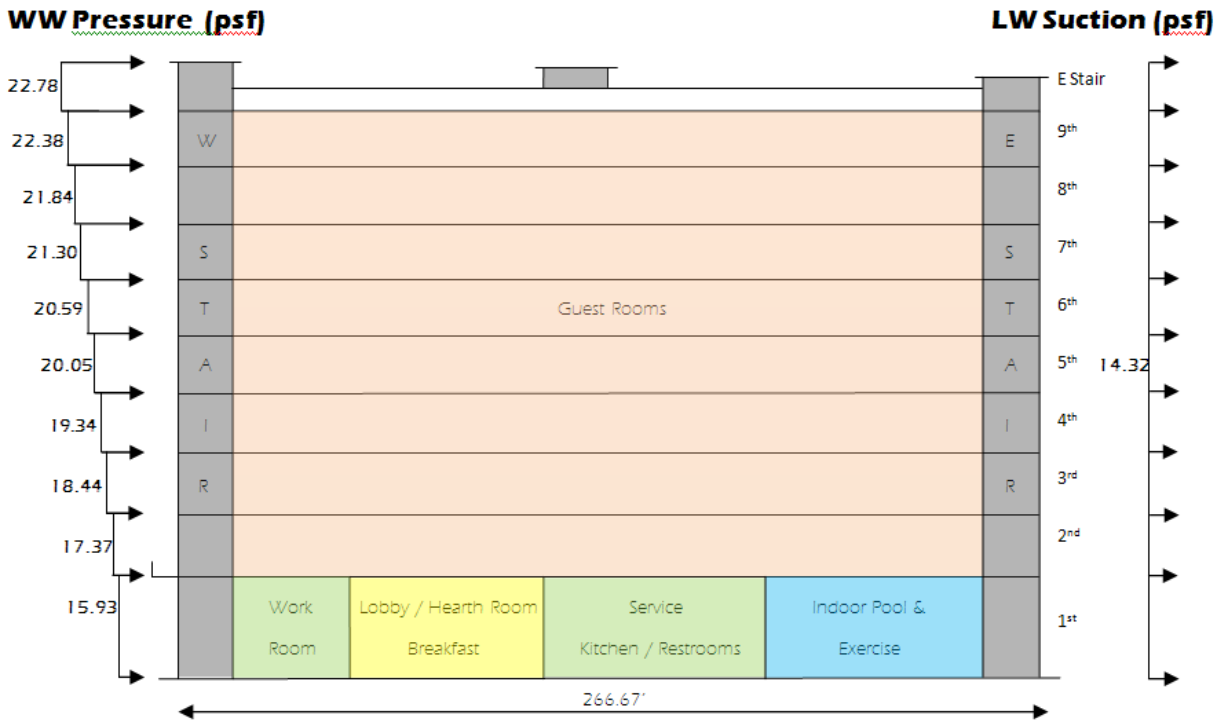 WW Pressure (psf)
LW Suction (psf)
22.78
E Stair
22.38
W
E
9th
21.84
8th
21.30
S
S
7th
20.59
T
Guest Rooms
T
6th
20.05
A
A
5th
14.32
19.34
I
I
4th
18.44
R
R
3rd
17.37
2nd
15.93
Work
Room
Lobby / Hearth Room
Breakfast
Service
Kitchen / Restrooms
Indoor Pool &
Exercise
1st
266.67'